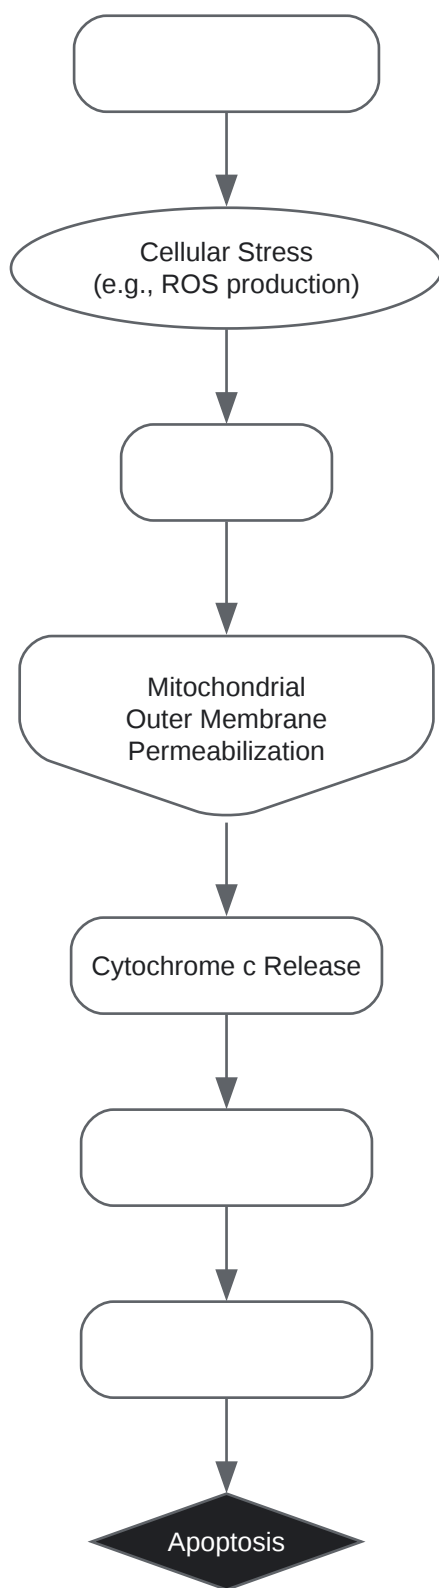 Cellular Stress
(e.g., ROS production)
Mitochondrial
Outer Membrane
Permeabilization
Cytochrome c Release
Apoptosis